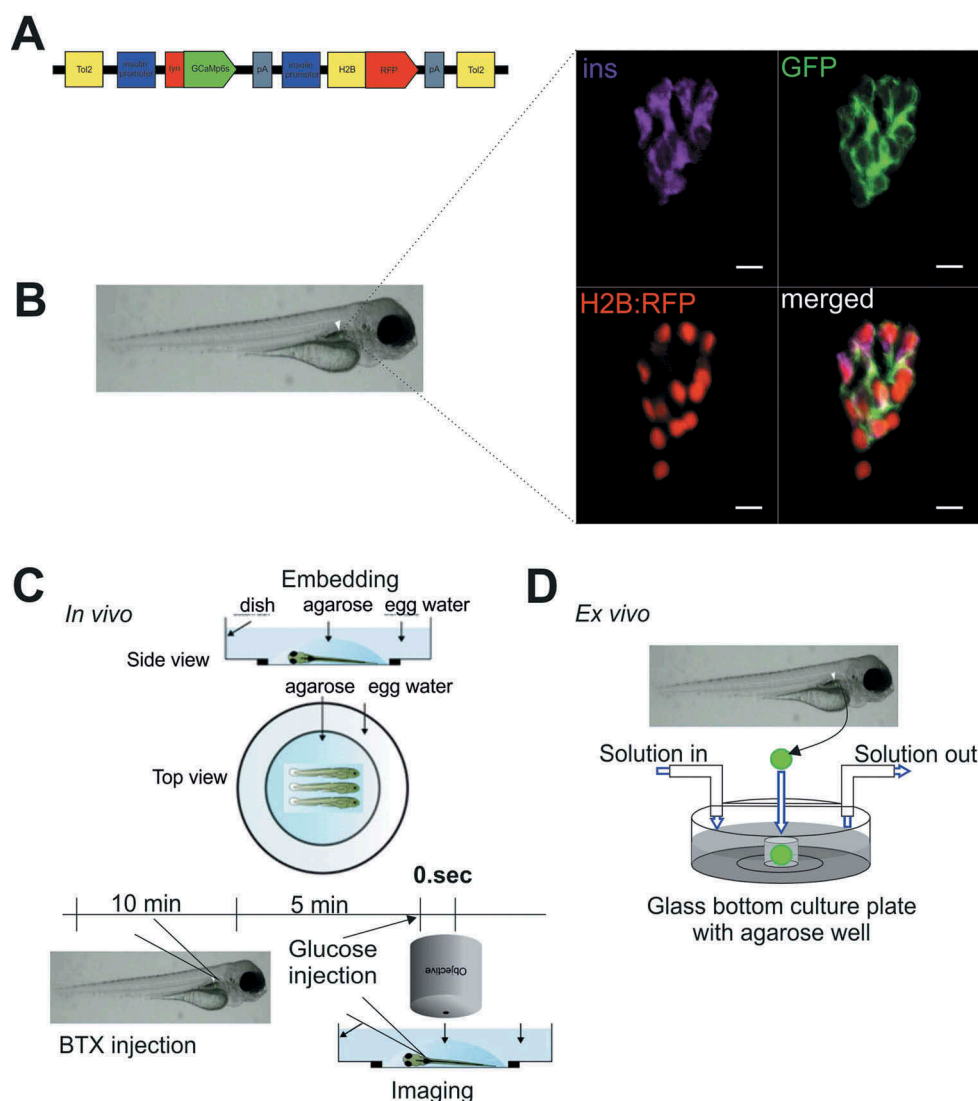 A
Tol2
insulin
promoter
lyn
GCaMp6s
pA
insulin
promoter
H2B
RFP
pA
Tol2
ins
GFP
H2B:RFP
merged
B
C
In vivo
Embedding
dish
agarose
egg water
Side view
agarose
egg water
Top view
0.sec
10 min
5 min
Glucose
injection
Objective
BTX injection
Imaging
D
Ex vivo
Solution in
Solution out
Glass bottom culture plate
with agarose well